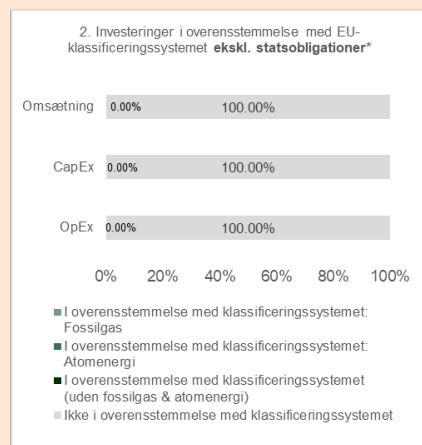 2. Investeringer i overensstemmelse med EU-
klassificeringssystemet ekskl. statsobligationer*
Omsætning 0.00% 100.00%
CapEx 0.00% 100.00%
OpEx 0.00% 100.00%
0% 20% 40% 60% 80% 100%
I overensstemmelse med klassificeringssystemet:
Fossilgas
I overensstemmelse med klassificeringssystemet:
Atomenergi
I overensstemmelse med klassificeringssystemet
(uden fossilgas & atomenergi)
Ikke i overensstemmelse med klassificeringssystemet